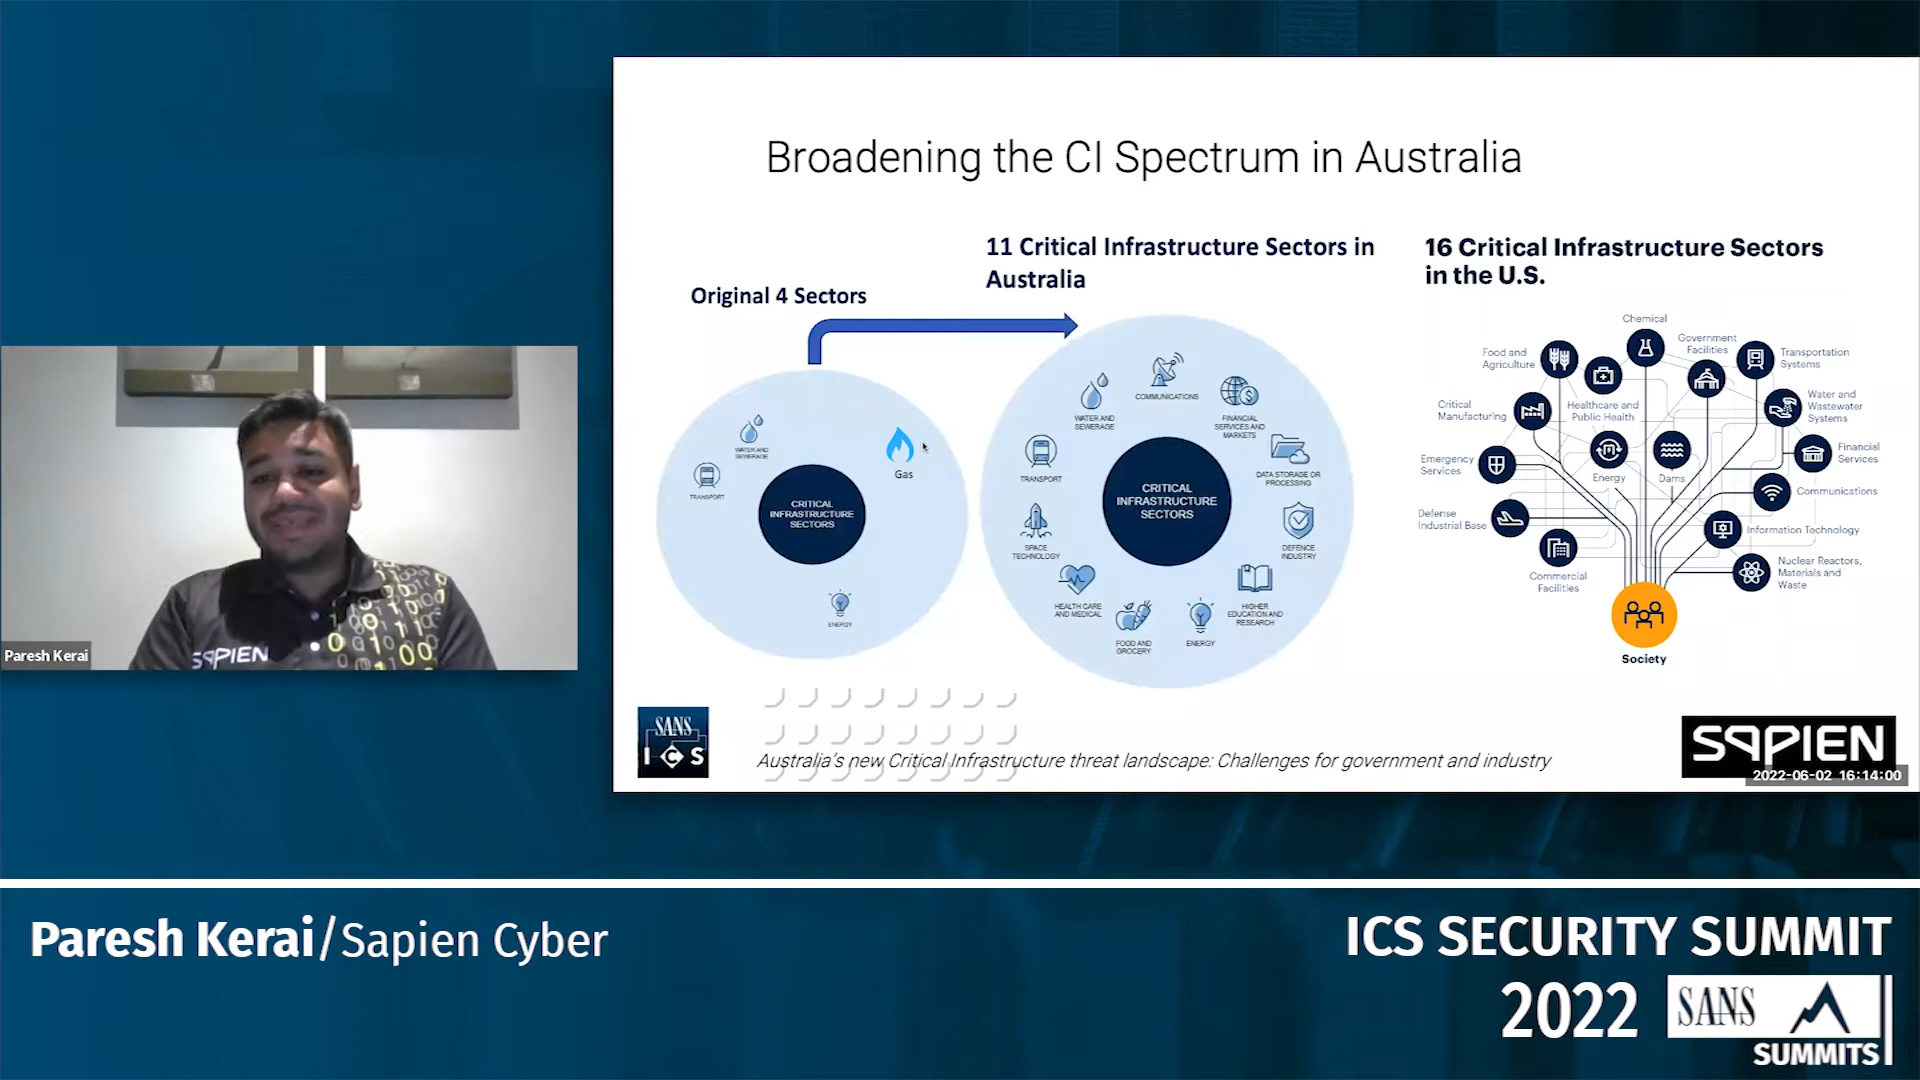 Broadening the CI Spectrum in Australia
Original 4 Sectors
11 Critical Infrastructure Sectors in
Australia
16 Critical Infrastructure Sectors
in the U.S.
WATER AND
SEWERAGE
Gas
TRANSPORT
CRITICAL
INFRASTRUCTURE
SECTORS
ENERGY
COMMUNICATIONS
WATER AND
SEWERAGE
FINANCIAL
SERVICES AND
MARKETS
TRANSPORT
DATA STORAGE OR
PROCESSING
CRITICAL
INFRASTRUCTURE
SECTORS
SPACE
TECHNOLOGY
DEFENCE
INDUSTRY
HEALTH CARE
AND MEDICAL
HIGHER
EDUCATION AND
RESEARCH
FOOD AND
GROCERY
ENERGY
Chemical
Food and
Agriculture
Government
Facilities
Transportation
Systems
Critical
Manufacturing
Healthcare and
Public Health
Water and
Wastewater
Systems
Emergency
Services
Energy
Dams
Financial
Services
Communications
Defense
Industrial Base
Information Technology
Commercial
Facilities
Nuclear Reactors,
Materials and
Waste
Society
SANS
ICS
Australia's new Critical Infrastructure threat landscape: Challenges for government and industry
SAPIEN
2022-06-02 16:14:00
SAPIEN
Paresh Kerai
Paresh Kerai/Sapien Cyber
ICS SECURITY SUMMIT
2022
SANS
SUMMITS